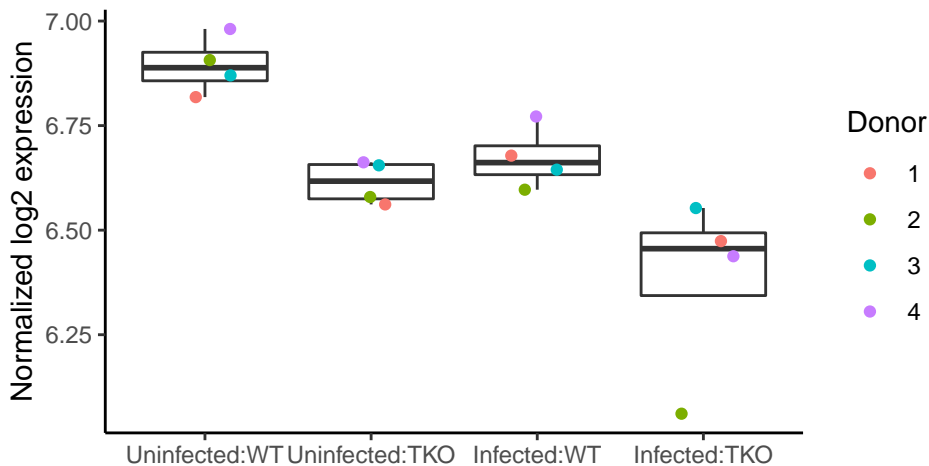 Normalized log2 expression
7.00
6.75
6.50
6.25
Uninfected:WT
Uninfected:TKO
Infected:WT
Infected:TKO
Donor
1
2
3
4